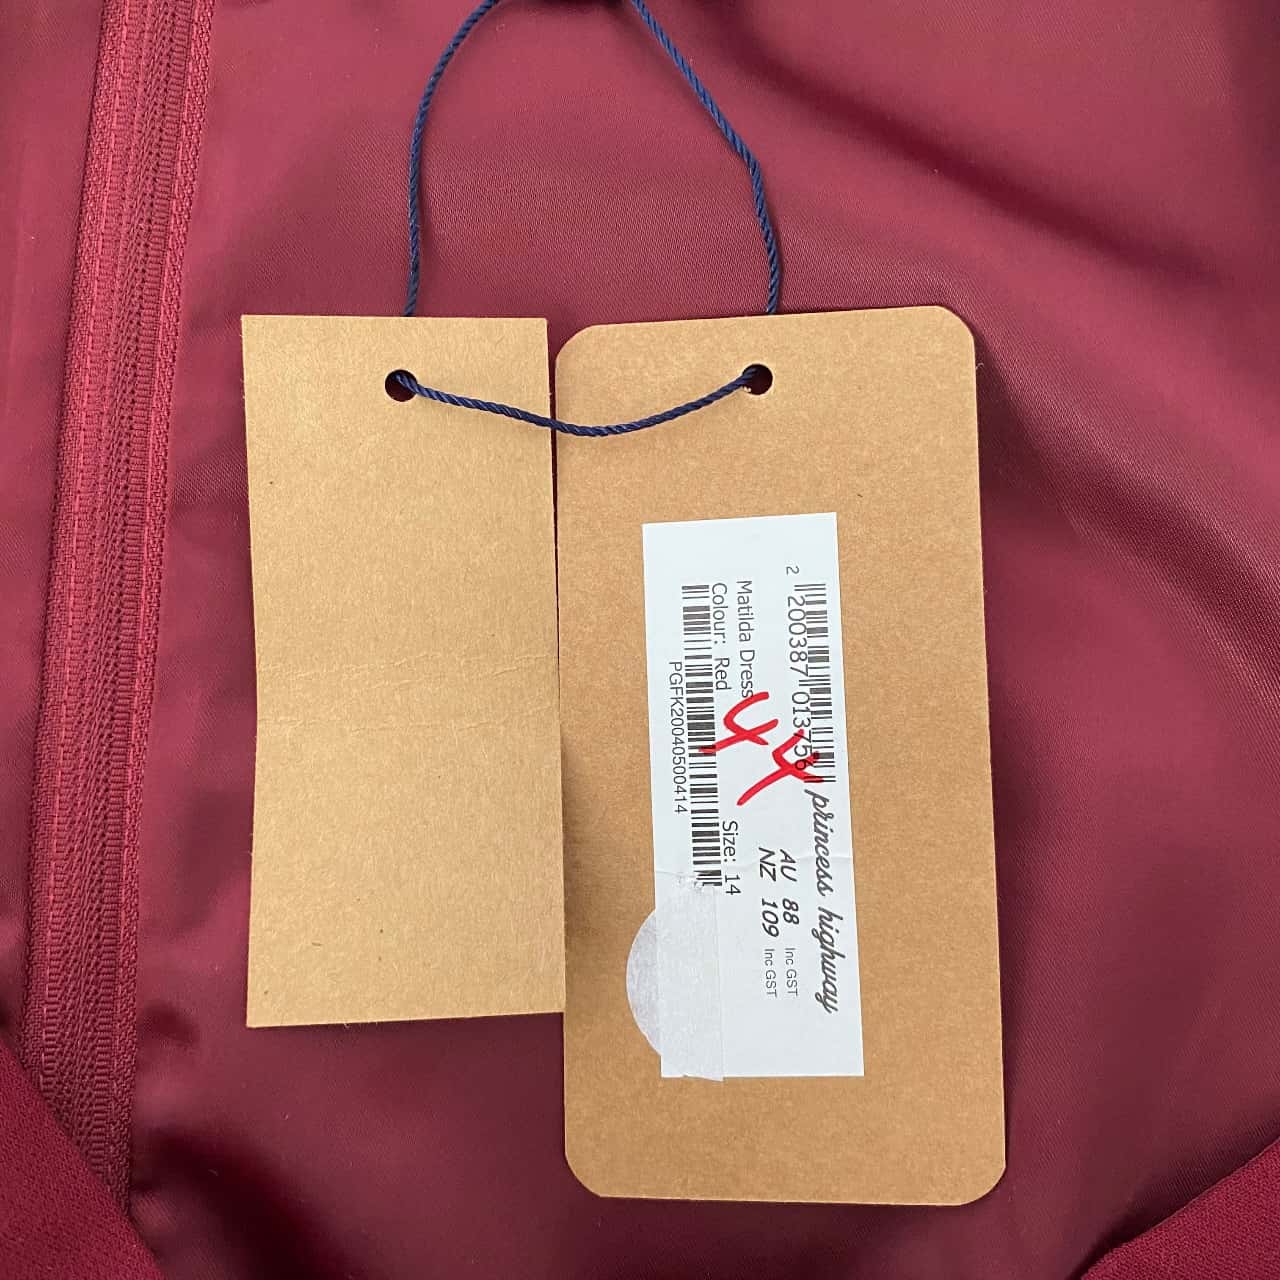 princess highway
2 200387 013756
AU 88 Inc GST
NZ 109 Inc GST
44
Matilda Dress
Colour: Red
Size: 14
PGFK20040500414